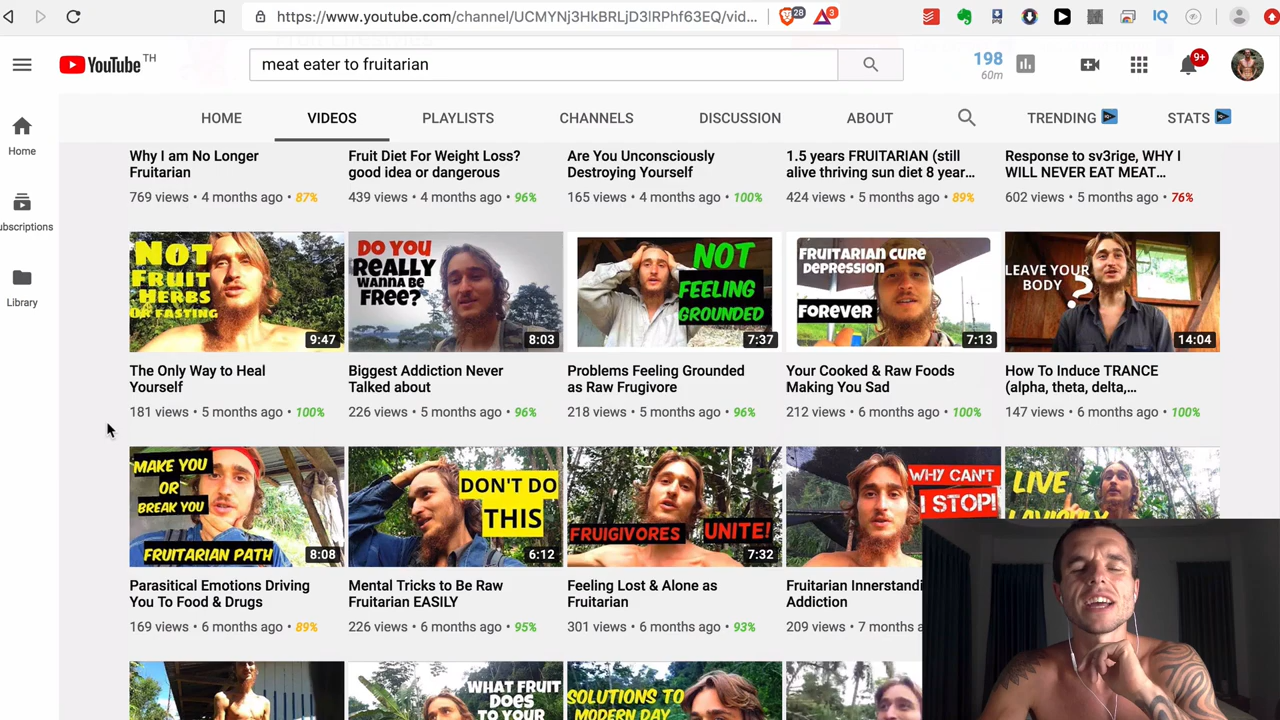 https://www.youtube.com/channel/UCMYNj3HkBRLjD3lRPhf63EQ/vid...
28
3
IQ
YouTube TH
meat eater to fruitarian
198
60m
9+
HOME
VIDEOS
PLAYLISTS
CHANNELS
DISCUSSION
ABOUT
TRENDING
STATS
Home
ubscriptions
Library
Why I am No Longer
Fruitarian
769 views • 4 months ago • 87%
Fruit Diet For Weight Loss?
good idea or dangerous
439 views • 4 months ago • 96%
Are You Unconsciously
Destroying Yourself
165 views • 4 months ago • 100%
1.5 years FRUITARIAN (still
alive thriving sun diet 8 year...
424 views • 5 months ago • 89%
Response to sv3rige, WHY I
WILL NEVER EAT MEAT...
602 views • 5 months ago • 76%
NOT
FRUIT
HERBS
OR FASTING
9:47
The Only Way to Heal
Yourself
181 views • 5 months ago • 100%
DO YOU
REALLY
WANNA BE
FREE?
8:03
Biggest Addiction Never
Talked about
226 views • 5 months ago • 96%
NOT
FEELING
GROUNDED
7:37
Problems Feeling Grounded
as Raw Frugivore
218 views • 5 months ago • 96%
FRUITARIAN CURE
DEPRESSION
FOREVER
7:13
Your Cooked & Raw Foods
Making You Sad
212 views • 6 months ago • 100%
LEAVE YOUR
BODY
?
14:04
How To Induce TRANCE
(alpha, theta, delta,...
147 views • 6 months ago • 100%
MAKE YOU
OR
BREAK YOU
FRUITARIAN PATH
8:08
Parasitical Emotions Driving
You To Food & Drugs
169 views • 6 months ago • 89%
DON'T DO
THIS
6:12
Mental Tricks to Be Raw
Fruitarian EASILY
226 views • 6 months ago • 95%
FRUIGIVORES UNITE!
7:32
Feeling Lost & Alone as
Fruitarian
301 views • 6 months ago • 93%
WHY CAN'T
I STOP!
Fruitarian Innerstandi
Addiction
209 views • 7 months a
LIVE
WHAT FRUIT
DOES
TO YOUR
SOLUTIONS TO
MODERN DAY